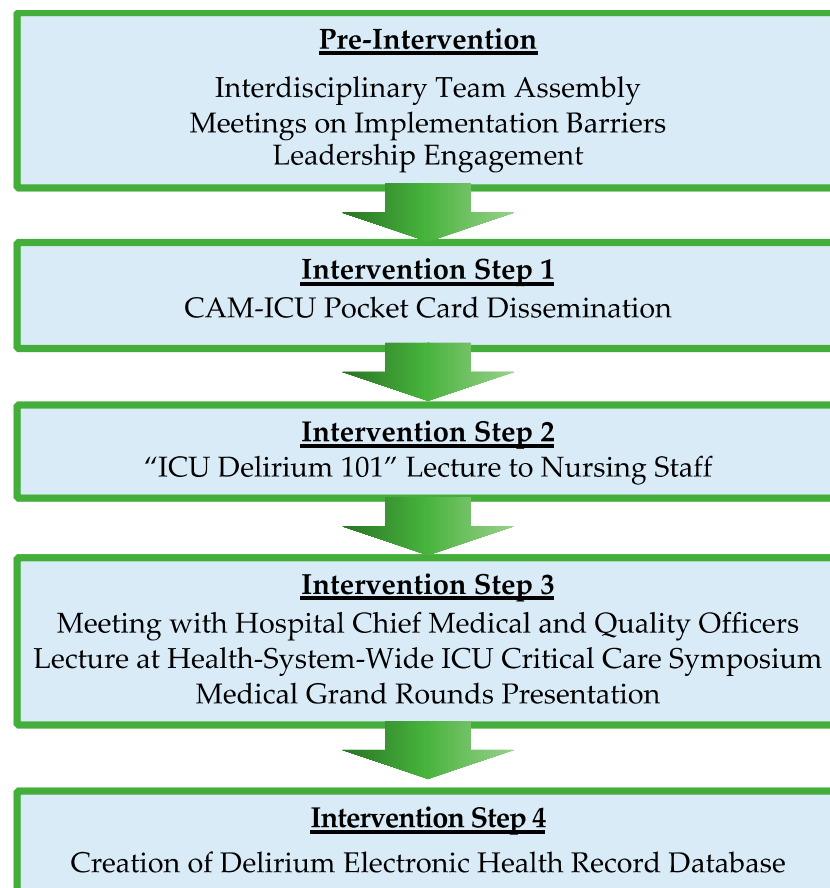 Pre-Intervention
Interdisciplinary Team Assembly
Meetings on Implementation Barriers
Leadership Engagement
Intervention Step 1
CAM-ICU Pocket Card Dissemination
Intervention Step 2
“ICU Delirium 101” Lecture to Nursing Staff
Intervention Step 3
Meeting with Hospital Chief Medical and Quality Officers
Lecture at Health-System-Wide ICU Critical Care Symposium
Medical Grand Rounds Presentation
Intervention Step 4
Creation of Delirium Electronic Health Record Database